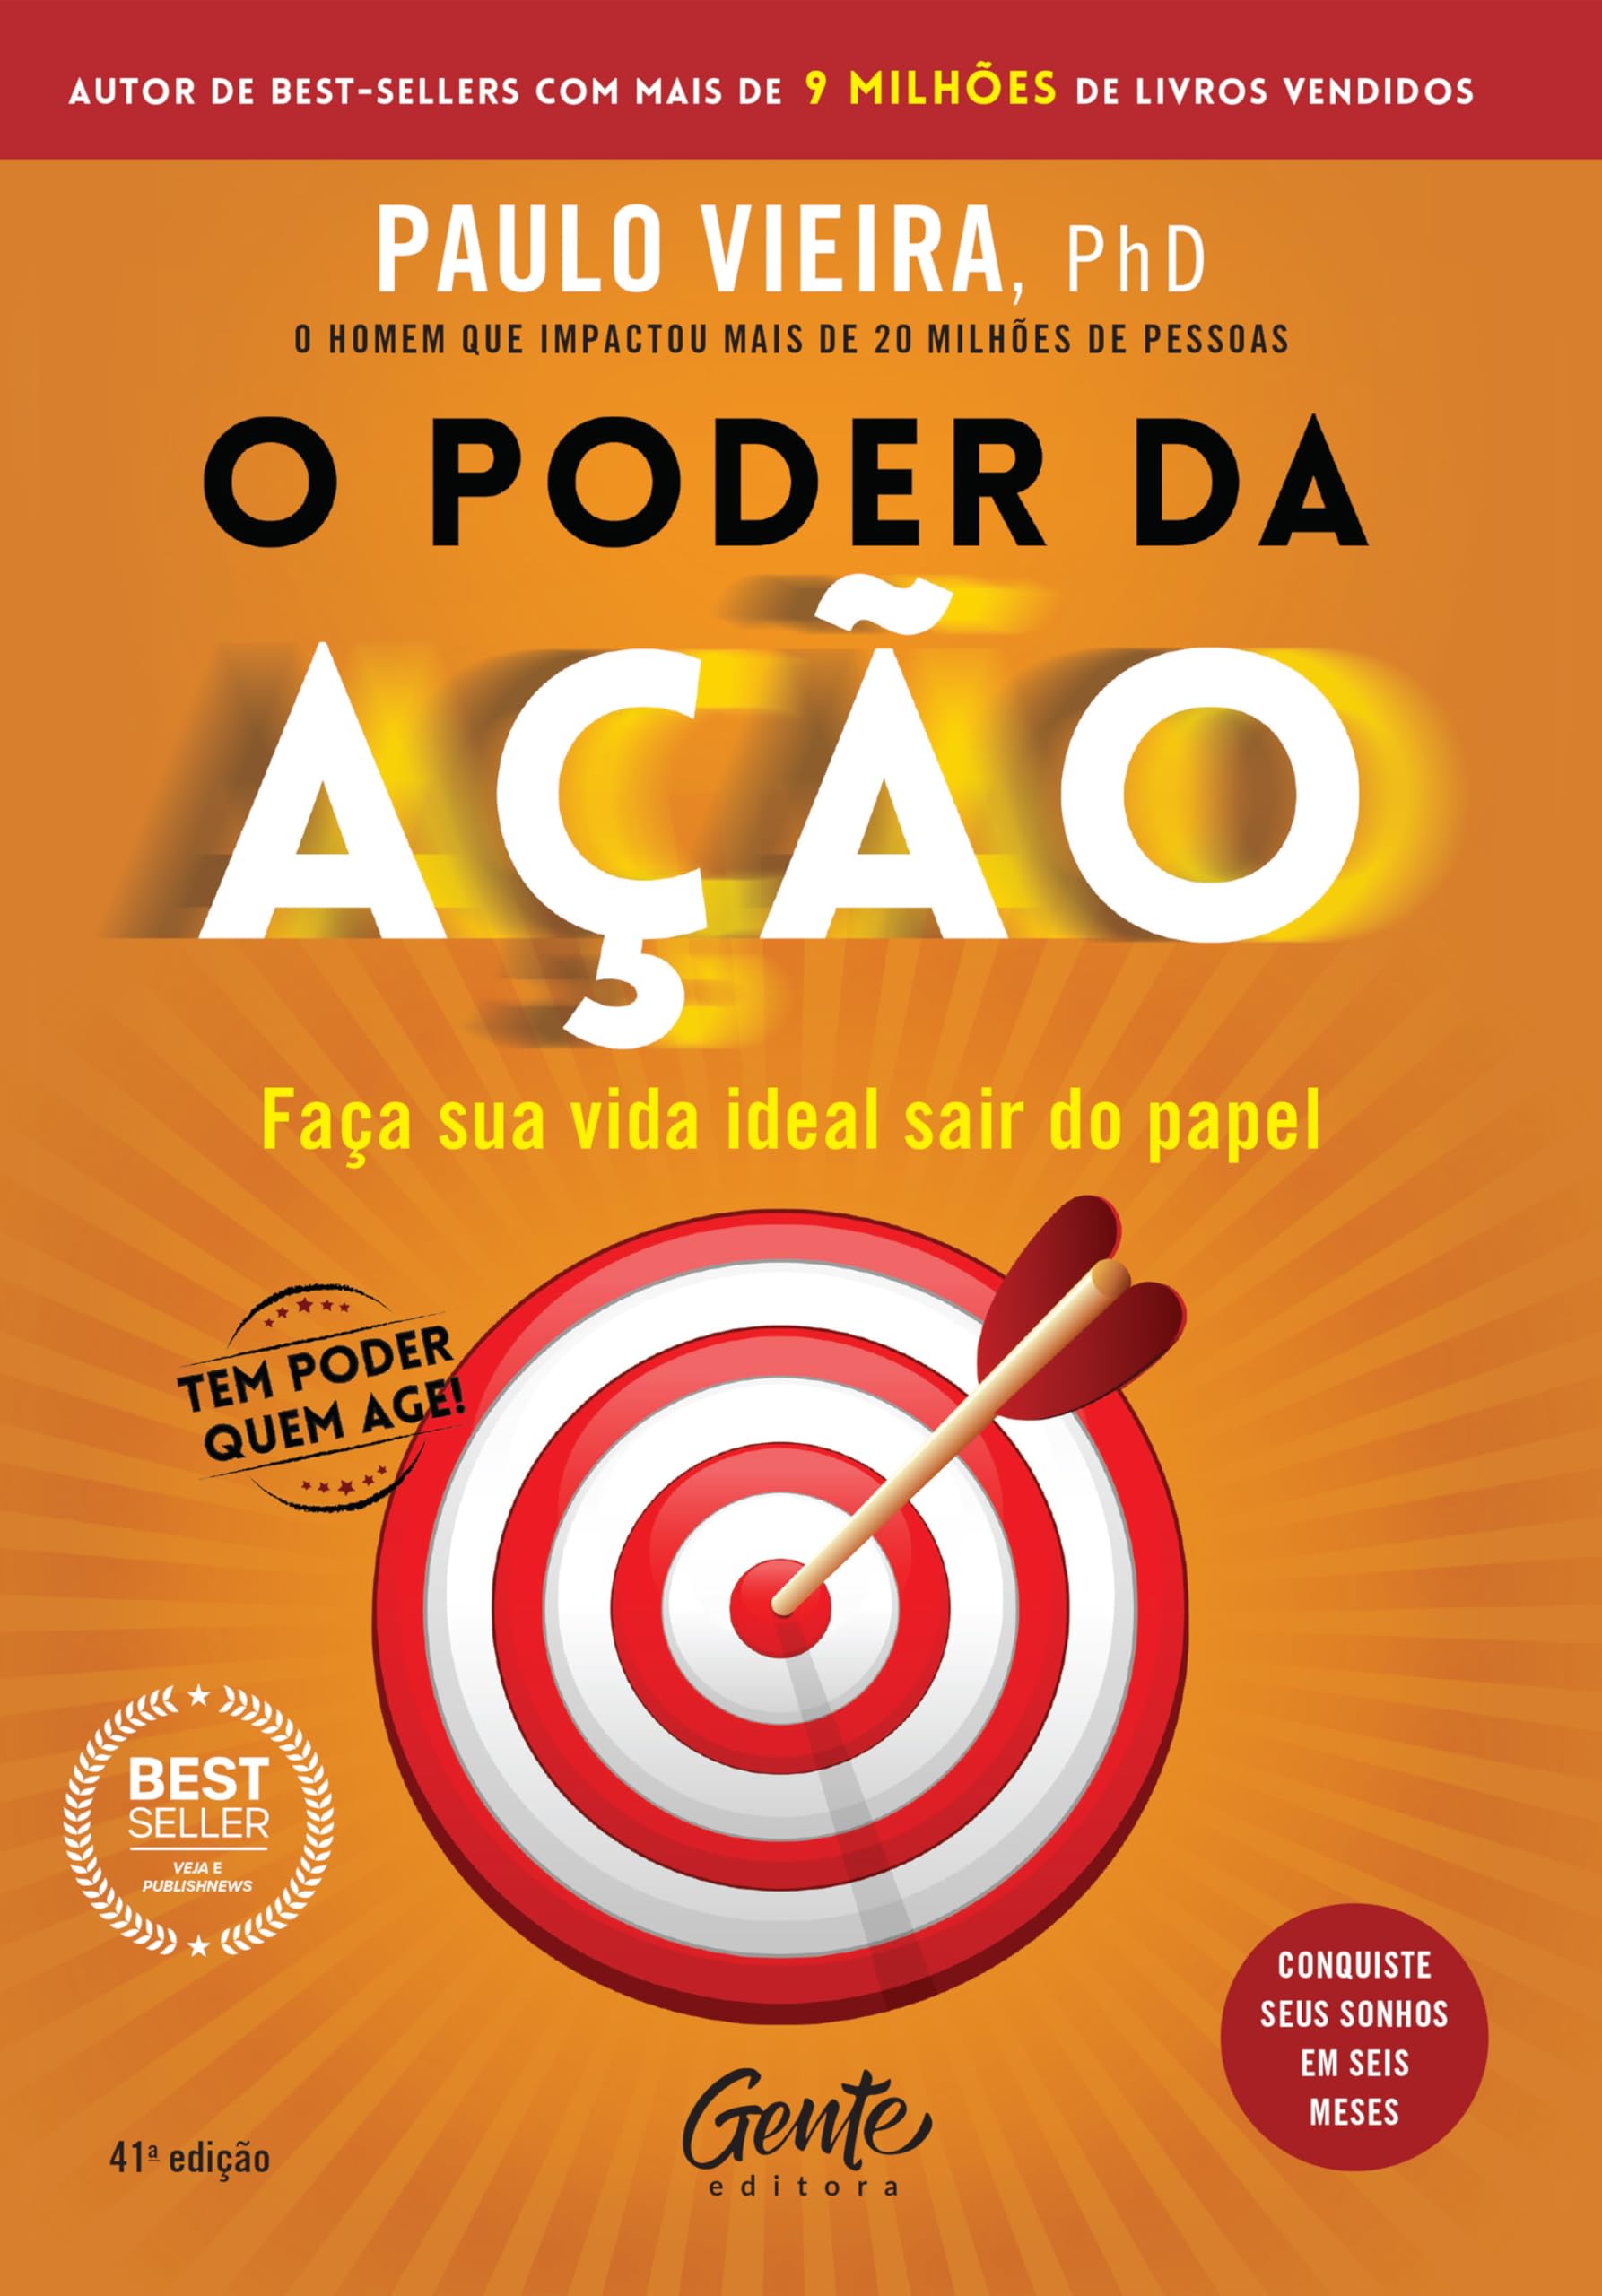 AUTOR DE BEST-SELLERS COM MAIS DE 9 MILHÕES DE LIVROS VENDIDOS
PAULO VIEIRA, PhD
O HOMEM QUE IMPACTOU MAIS DE 20 MILHÕES DE PESSOAS
O PODER DA
AÇÃO
Faça sua vida ideal sair do papel
TEM PODER
QUEM AGE!
BEST
SELLER
VEJA E
PUBLISHNEWS
CONQUISTE
SEUS SONHOS
EM SEIS
MESES
41ª edição
Gente
editora